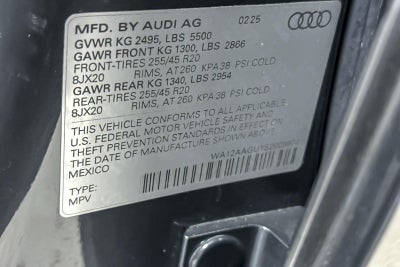 MFD. BY AUDI AG 02/25
GVWR KG 2495, LBS 5500
GAWR FRONT KG 1300, LBS 2866
FRONT-TIRES 255/45 R20
8JX20 RIMS, AT 260 KPA 38 PSI COLD
GAWR REAR KG 1340, LBS 2954
REAR-TIRES 255/45 R20
8JX20 RIMS, AT 260 KPA 38 PSI COLD
THIS VEHICLE CONFORMS TO ALL APPLICABLE
U.S. FEDERAL MOTOR VEHICLE SAFETY AND
THEFT PREVENTION STANDARDS IN EFFECT ON
THE DATE OF MANUFACTURE SHOWN ABOVE.
MEXICO
TYPE:
MPV